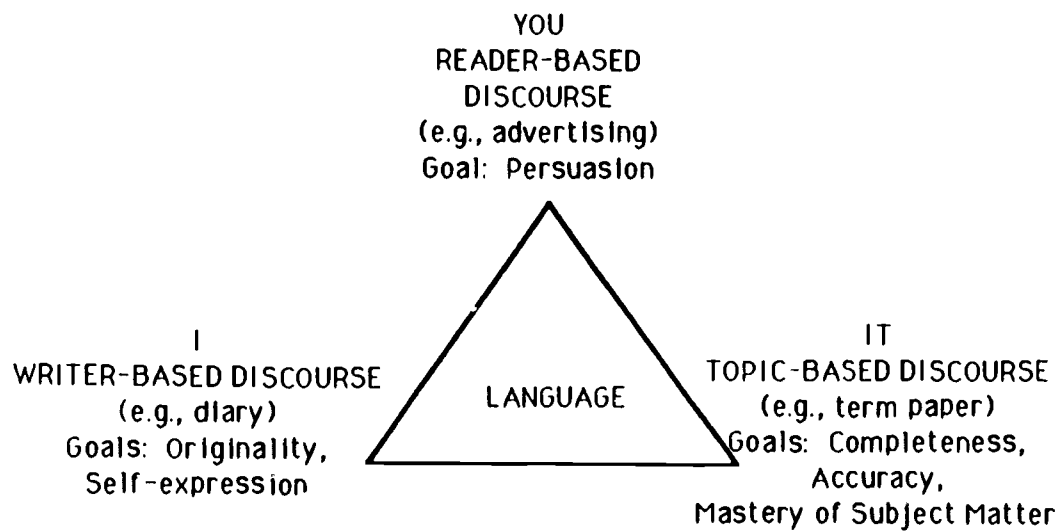 YOU
READER-BASED
DISCOURSE
(e.g., advertising)
Goal: Persuasion
I
WRITER-BASED DISCOURSE
(e.g., diary)
Goals: Originality,
Self-expression
LANGUAGE
IT
TOPIC-BASED DISCOURSE
(e.g., term paper)
Goals: Completeness,
Accuracy,
Mastery of Subject Matter